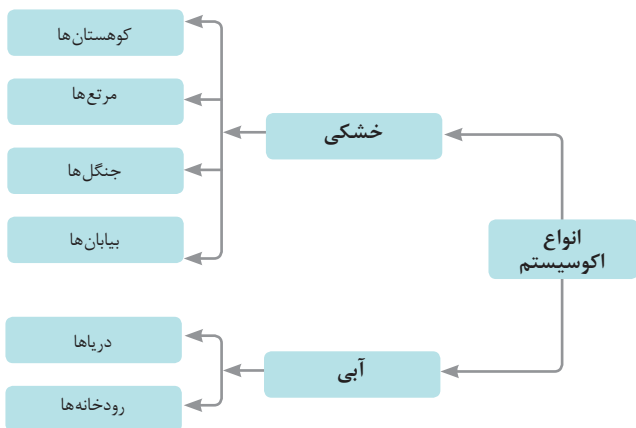 انواع
اکوسیستم
خشکی
کوهستان‌ها
مرتع‌ها
جنگل‌ها
بیابان‌ها
آبی
دریاها
رودخانه‌ها